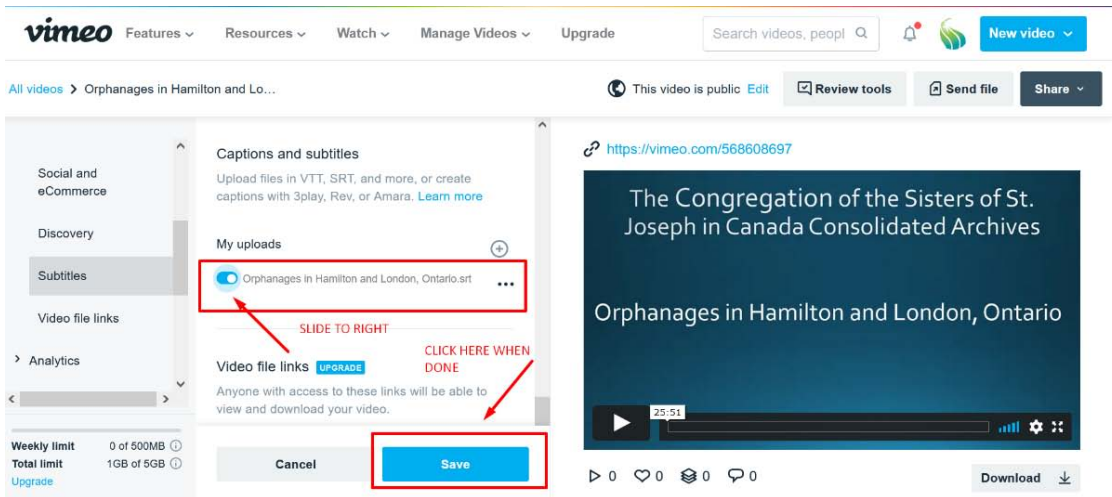 vimeo Features Resources Watch Manage Videos Upgrade Search videos, peopl New video
All videos > Orphanages in Hamilton and Lo... This video is public Edit Review tools Send file Share
Social and
eCommerce
Discovery
Subtitles
Video file links
> Analytics
Weekly limit 0 of 500MB
Total limit 1GB of 5GB
Upgrade
Captions and subtitles
Upload files in VTT, SRT, and more, or create
captions with 3play, Rev, or Amara. Learn more
My uploads
Orphanages in Hamilton and London, Ontario.srt
SLIDE TO RIGHT
CLICK HERE WHEN
DONE
Video file links UPGRADE
Anyone with access to these links will be able to
view and download your video.
Cancel Save
https://vimeo.com/568608697
The Congregation of the Sisters of St.
Joseph in Canada Consolidated Archives
Orphanages in Hamilton and London, Ontario
25:51
0 0 0 0 Download